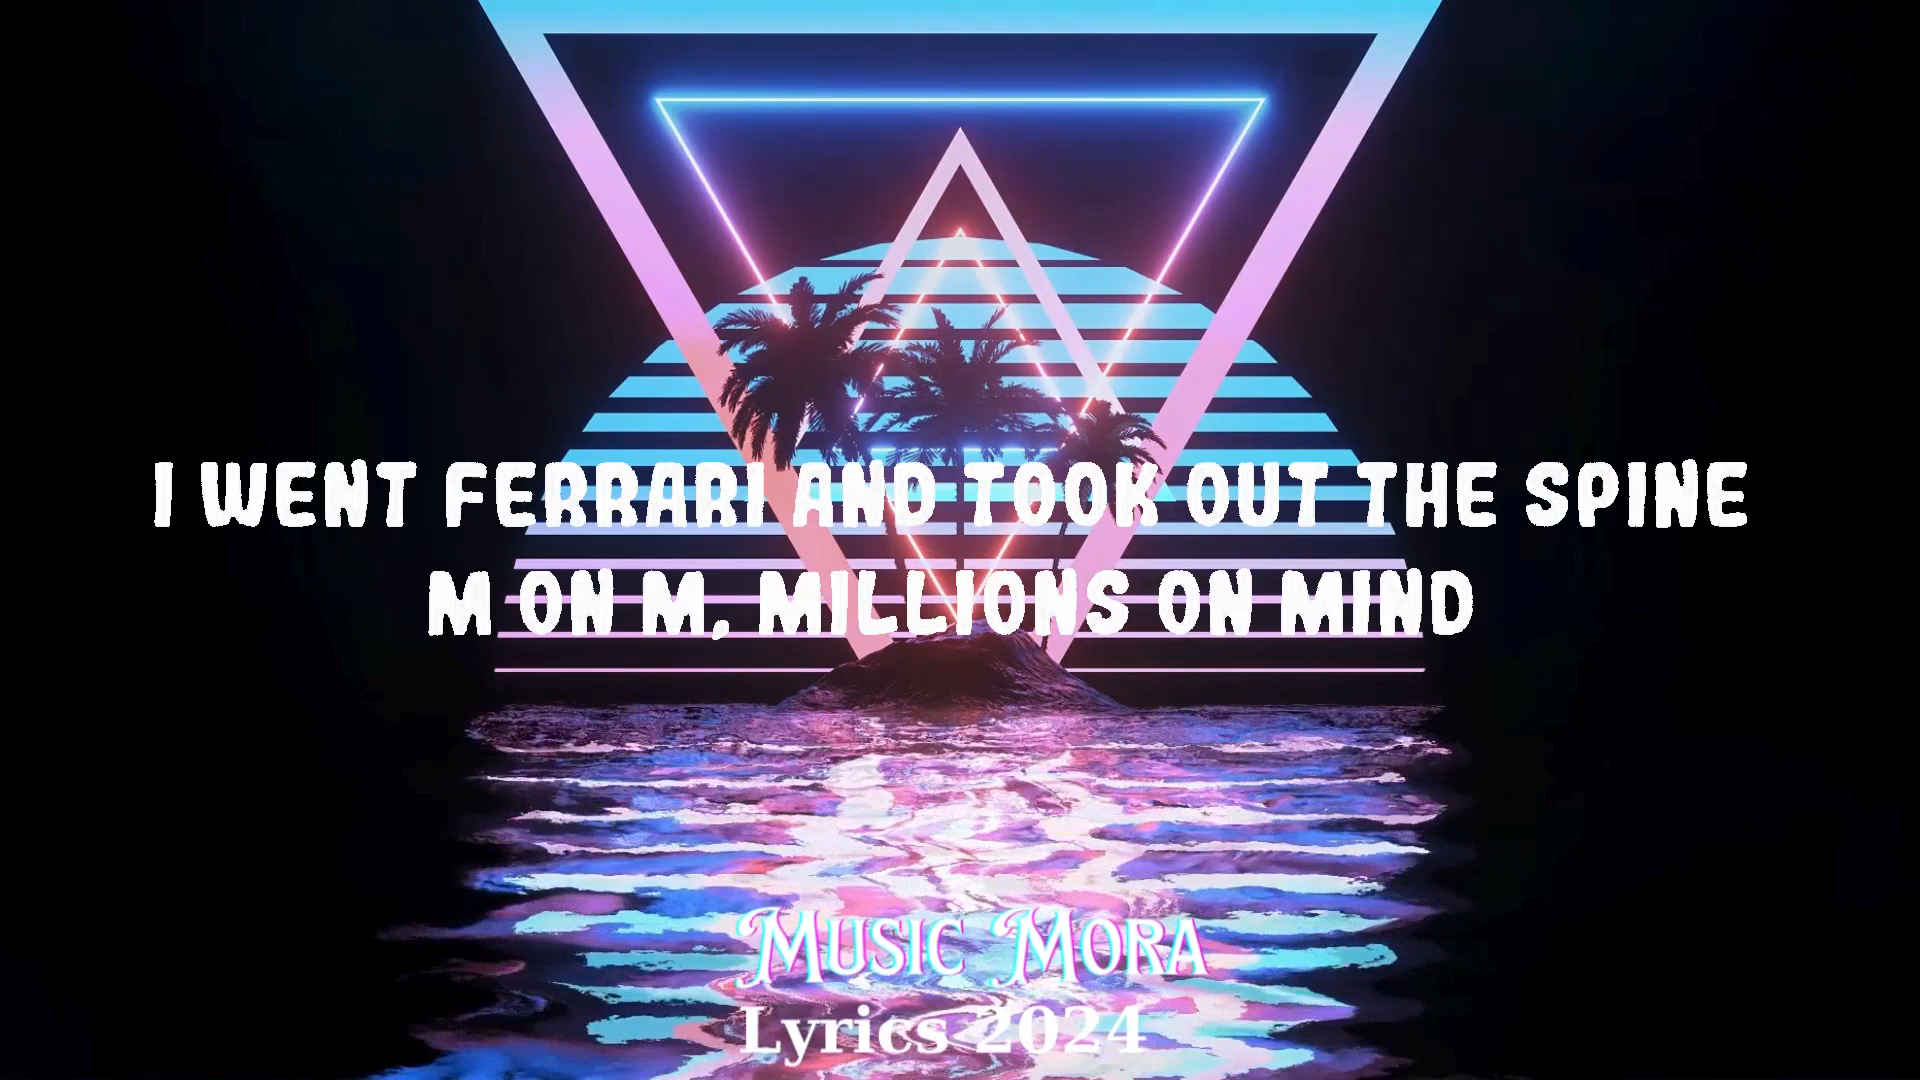 I WENT FERRARI AND TOOK OUT THE SPINE
M ON M, MILLIONS ON MIND
MUSIC MORA
Lyrics 2024